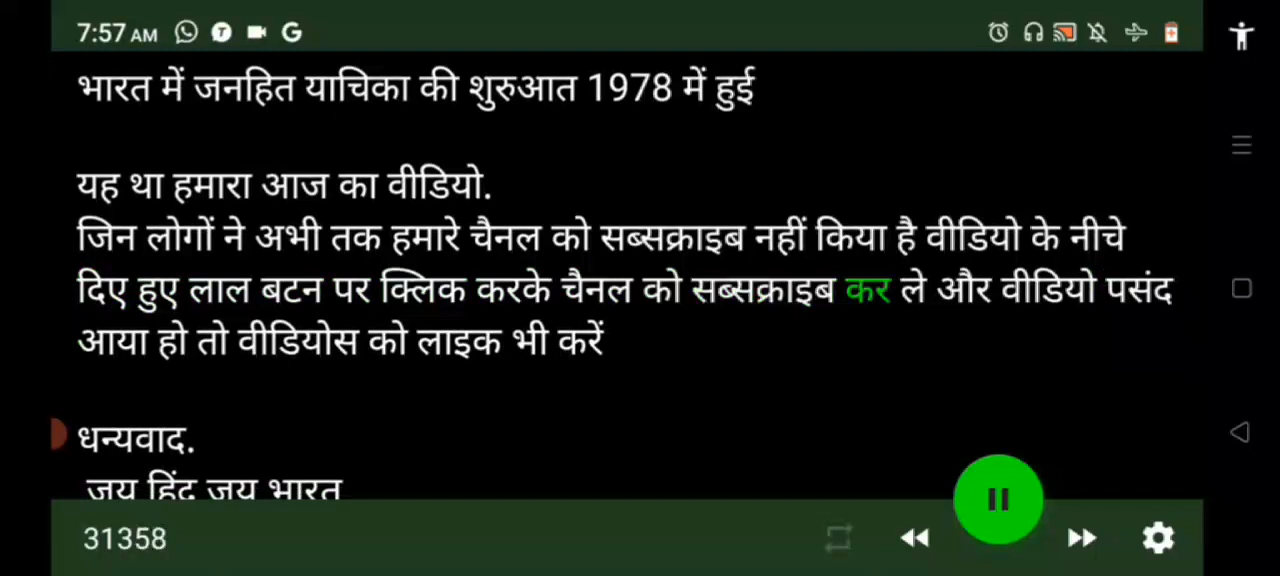 7:57 AM
भारत में जनहित याचिका की शुरुआत 1978 में हुई
यह था हमारा आज का वीडियो.
जिन लोगों ने अभी तक हमारे चैनल को सब्सक्राइब नहीं किया है वीडियो के नीचे
दिए हुए लाल बटन पर क्लिक करके चैनल को सब्सक्राइब कर ले और वीडियो पसंद
आया हो तो वीडियोस को लाइक भी करें
धन्यवाद.
जय हिंद जय भारत
31358